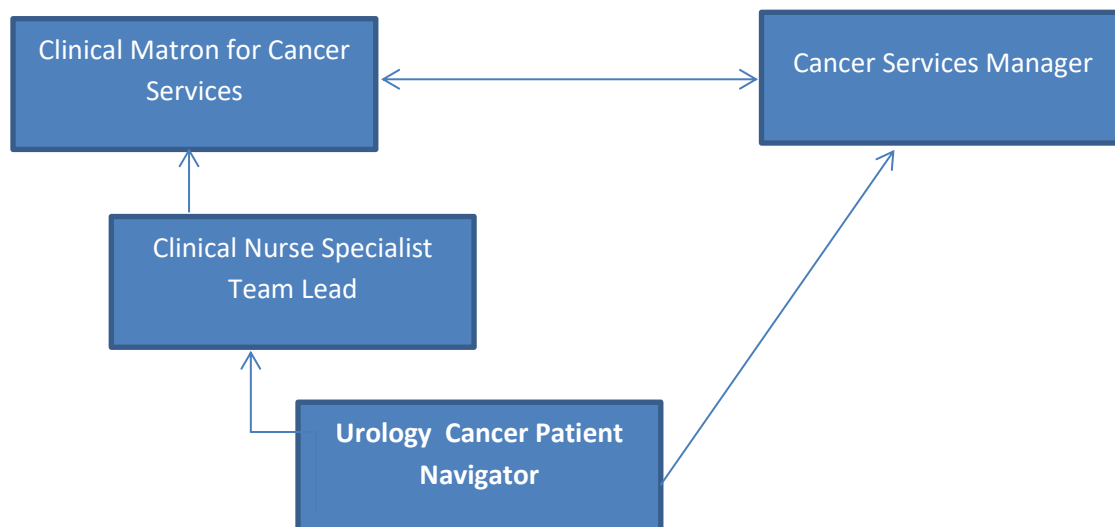 Clinical Matron for Cancer
Services
Cancer Services Manager
Clinical Nurse Specialist
Team Lead
Urology  Cancer Patient
Navigator